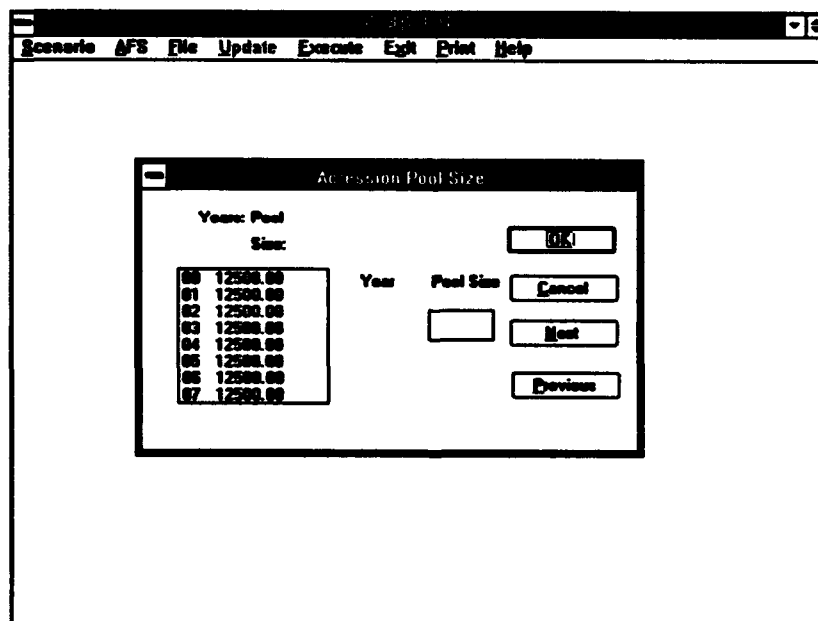 Scenario AFS File Update Execute Exit Print Help
Accession Pool Size
Years: Pool
Size:
OK
00 12500.00
01 12500.00
02 12500.00
03 12500.00
04 12500.00
05 12500.00
06 12500.00
07 12500.00
Year Pool Size
Cancel
Next
Previous